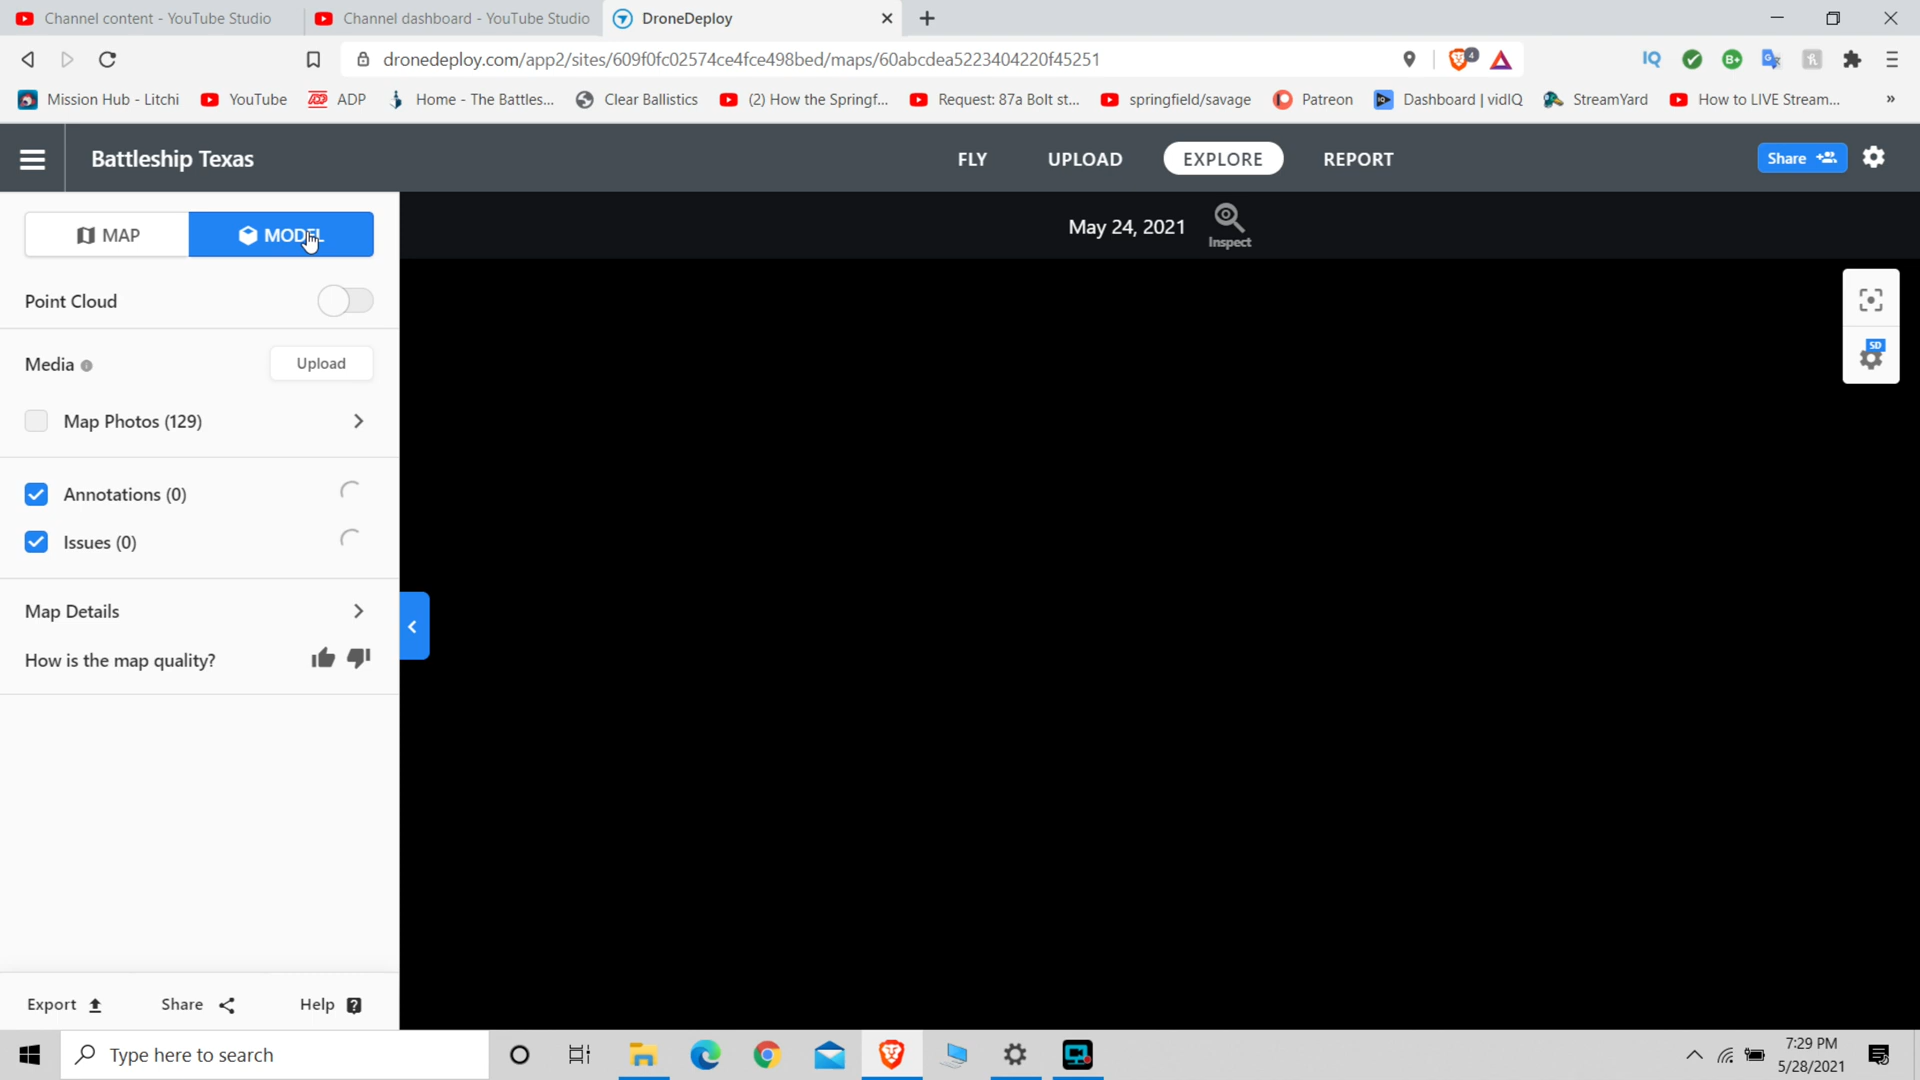 Channel content - YouTube Studio
Channel dashboard - YouTube Studio
DroneDeploy
dronedeploy.com/app2/sites/609f0fc02574ce4fce498bed/maps/60abcdea5223404220f45251
4
IQ
B+
Mission Hub - Litchi
YouTube
ADP
Home - The Battles...
Clear Ballistics
(2) How the Springf...
Request: 87a Bolt st...
springfield/savage
Patreon
Dashboard | vidIQ
StreamYard
How to LIVE Stream...
»
Battleship Texas
FLY
UPLOAD
EXPLORE
REPORT
Share
MAP
MODEL
May 24, 2021
Inspect
Point Cloud
SD
Media
Upload
Map Photos (129)
Annotations (0)
Issues (0)
Map Details
How is the map quality?
Export
Share
Help
Type here to search
7:29 PM
5/28/2021